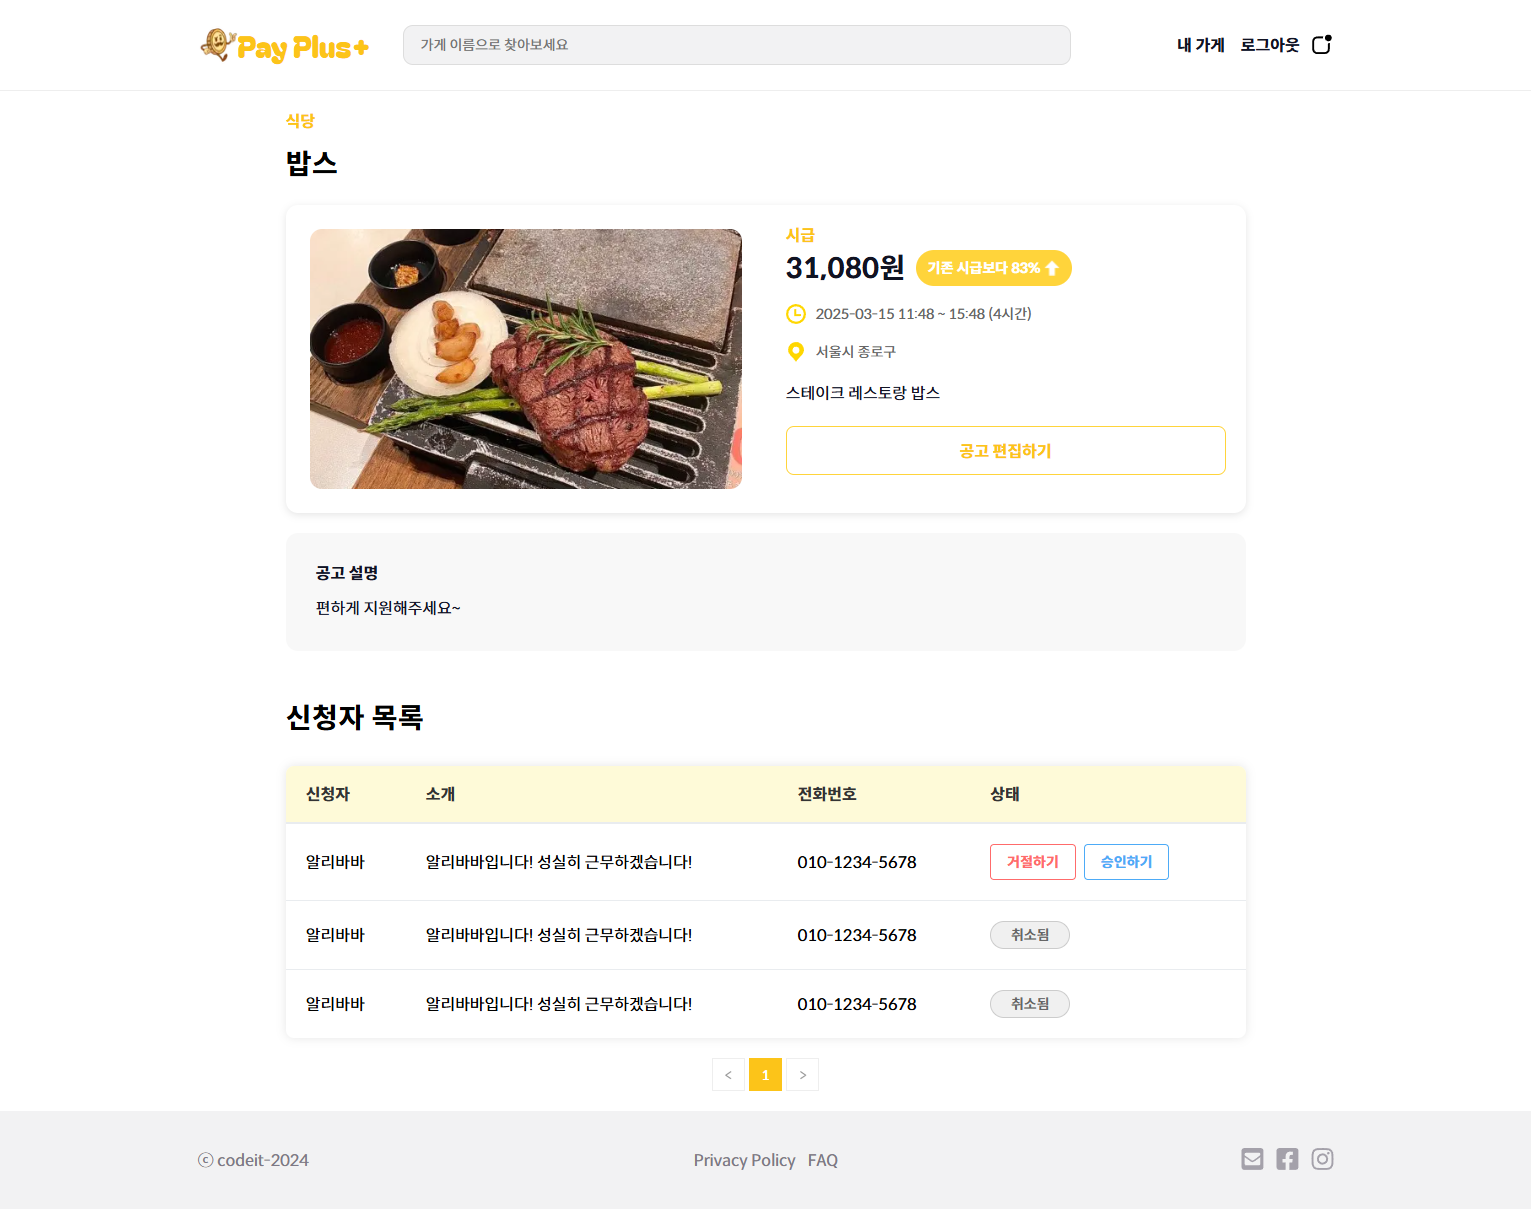 Pay Plus+
가게 이름으로 찾아보세요
내 가게 로그아웃
식당
밥스
시급
31,080원 기존 시급보다 83%
2025-03-15 11:48 ~ 15:48 (4시간)
서울시 종로구
스테이크 레스토랑 밥스
공고 편집하기
공고 설명
편하게 지원해주세요~
신청자 목록
신청자 소개 전화번호 상태
알리바바 알리바바입니다! 성실히 근무하겠습니다! 010-1234-5678 거절하기 승인하기
알리바바 알리바바입니다! 성실히 근무하겠습니다! 010-1234-5678 취소됨
알리바바 알리바바입니다! 성실히 근무하겠습니다! 010-1234-5678 취소됨
< 1 >
ⓒ codeit-2024 Privacy Policy FAQ